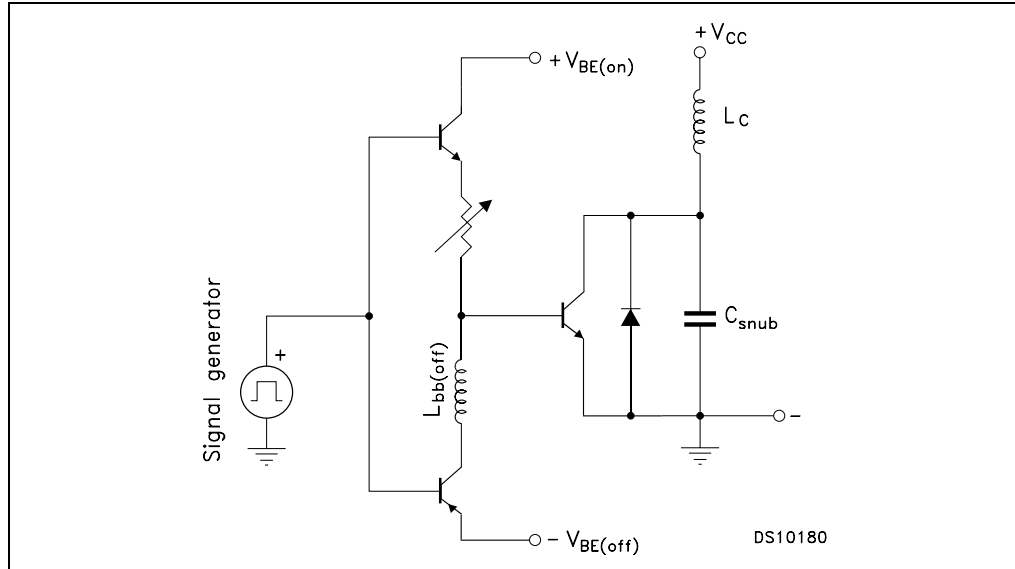 +VCC
+VBE(on)
LC
Signal generator
+
Lbb(off)
Csnub
-
- VBE(off)
DS10180